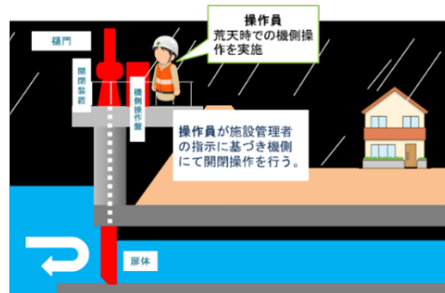 操作員
荒天時での機側操
作を実施
樋門
開閉装置
機側操作盤
操作員が施設管理者
の指示に基づき機側
にて開閉操作を行う。
扉体